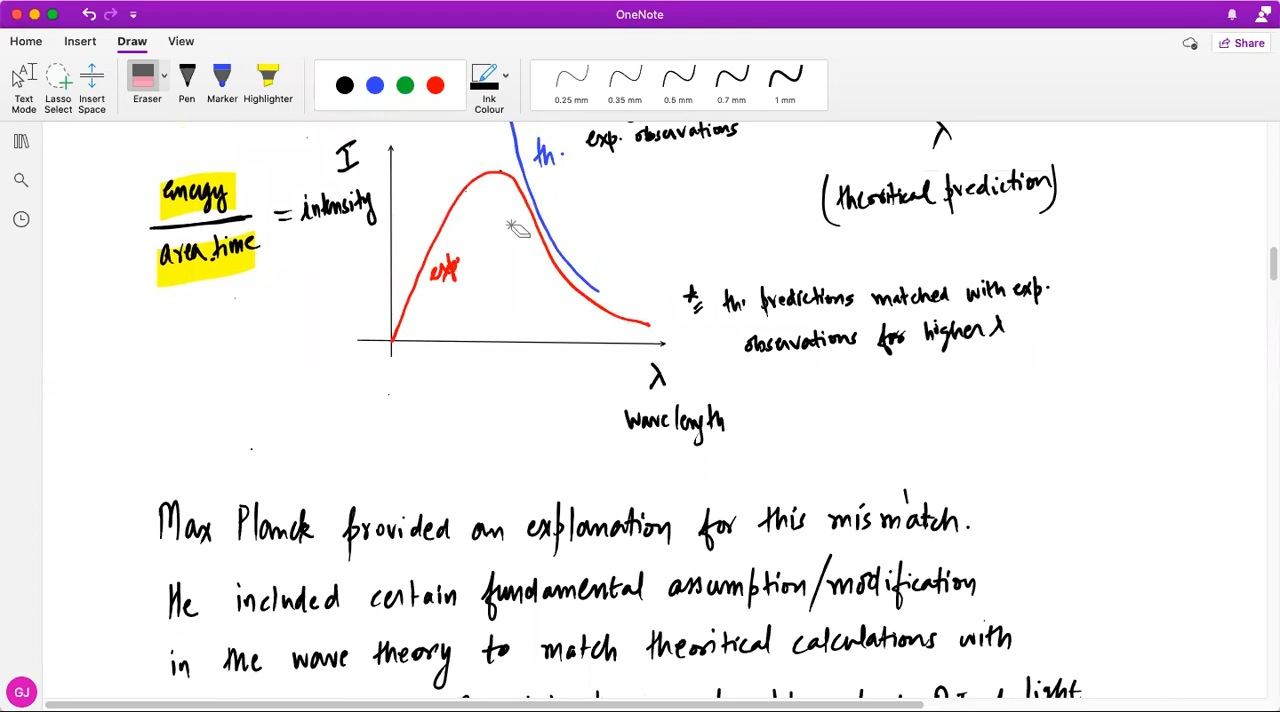 OneNote
Home Insert Draw View
Share
Text Mode
Lasso Select
Insert Space
Eraser
Pen
Marker
Highlighter
Ink Colour
0.25 mm
0.35 mm
0.5 mm
0.7 mm
1 mm
exp. observations
λ
I
th.
energy
area.time
= intensity
(theoritical prediction)
exp
* th. predictions matched with exp.
observations for higher λ
λ
wavelength
Max Planck provided an explanation for this mismatch.
He included certain fundamental assumption/modification
in the wave theory to match theoritical calculations with
light.
GJ